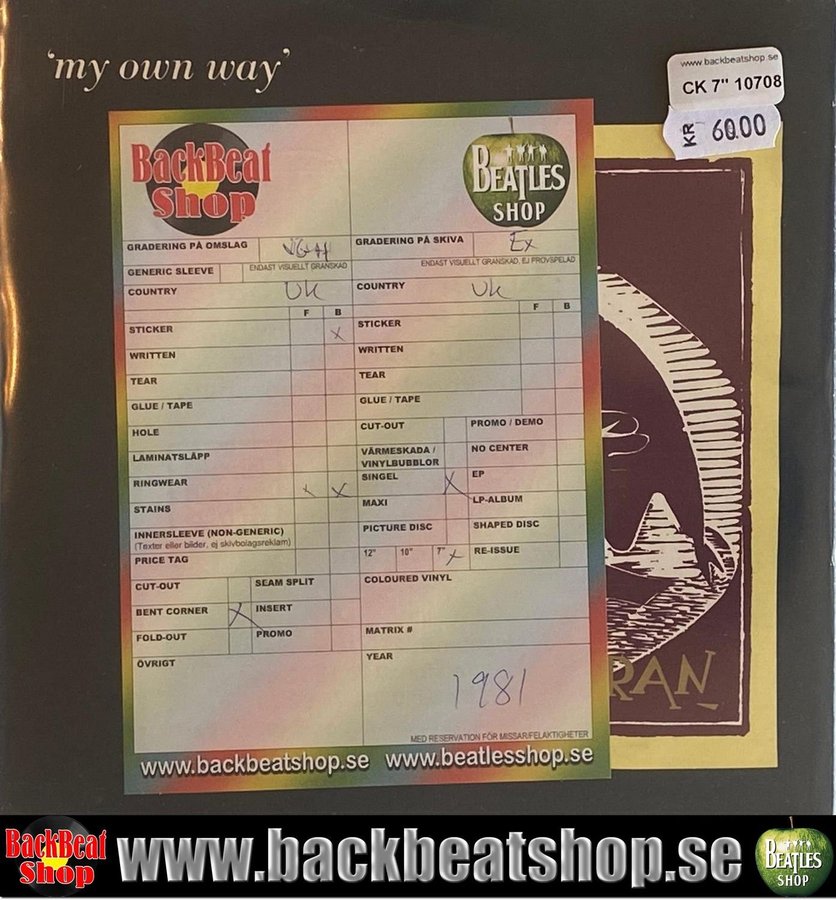 'my own way'
www.backbeatshop.se
CK 7" 10708
KR 60.00
BackBeat
Shop
BEATLES
SHOP
GRADERING PÅ OMSLAG VG++
GRADERING PÅ SKIVA Ex
GENERIC SLEEVE ENDAST VISUELLT GRANSKAD
ENDAST VISUELLT GRANSKAD, EJ PROVSPELAD
COUNTRY UK
COUNTRY UK
F B
F B
STICKER X
STICKER
WRITTEN
WRITTEN
TEAR
TEAR
GLUE / TAPE
GLUE / TAPE
HOLE
CUT-OUT PROMO / DEMO
LAMINATSLÄPP
VÄRMESKADA /
VINYLBUBBLOR
NO CENTER
RINGWEAR x X
SINGEL X EP
STAINS
MAXI LP-ALBUM
INNERSLEEVE (NON-GENERIC)
(Texter eller bilder, ej skivbolagsreklam)
PICTURE DISC SHAPED DISC
PRICE TAG
12" 10" 7" X RE-ISSUE
CUT-OUT SEAM SPLIT
COLOURED VINYL
BENT CORNER X INSERT
FOLD-OUT PROMO
MATRIX #
ÖVRIGT
YEAR
1981
MED RESERVATION FÖR MISSAR/FELAKTIGHETER
www.backbeatshop.se www.beatlesshop.se
RAN
BackBeat
Shop
www.backbeatshop.se
BEATLES
SHOP